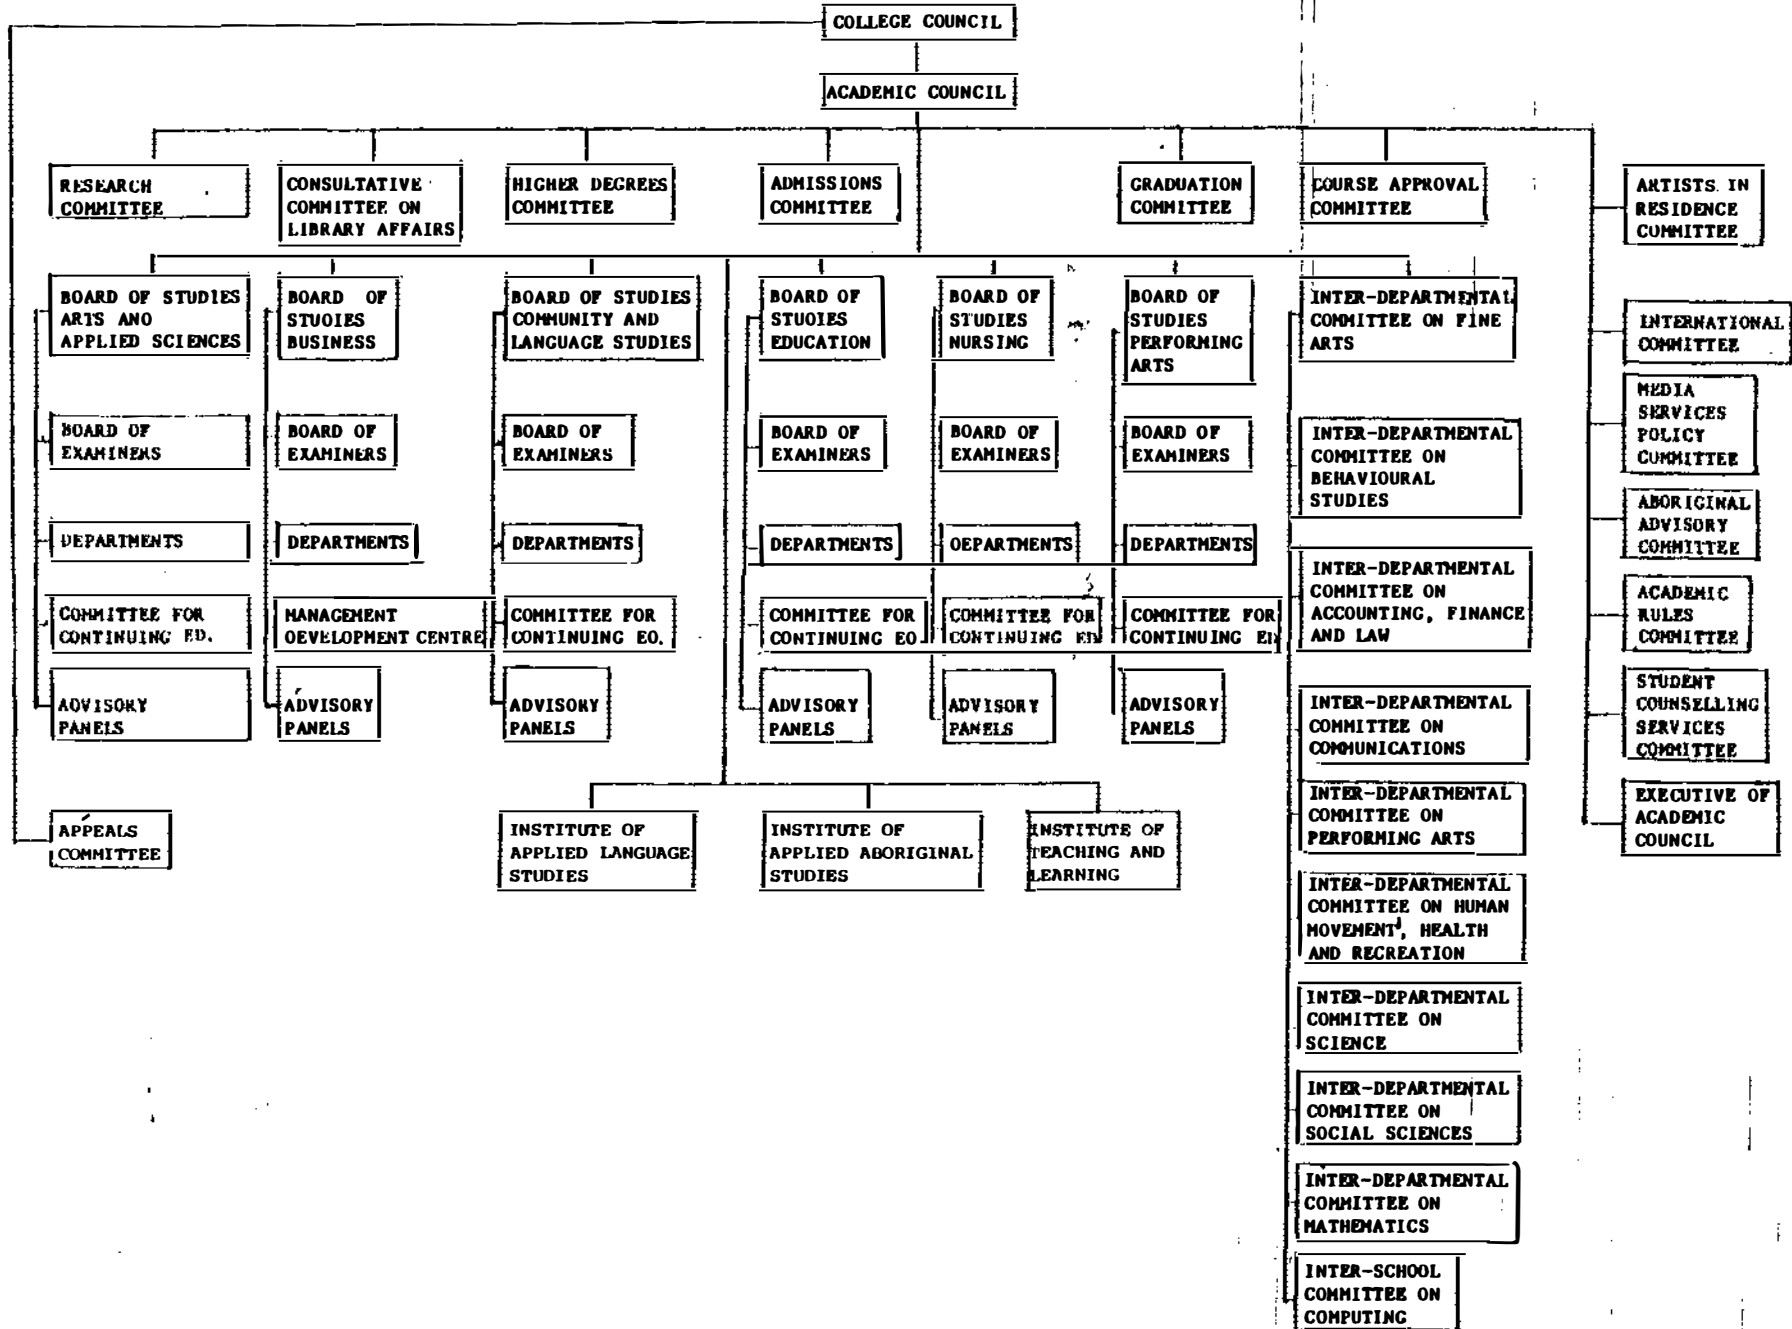 COLLEGE COUNCIL
ACADEMIC COUNCIL
RESEARCH
COMMITTEE
CONSULTATIVE
COMMITTEE ON
LIBRARY AFFAIRS
HIGHER DEGREES
COMMITTEE
ADMISSIONS
COMMITTEE
GRADUATION
COMMITTEE
COURSE APPROVAL
COMMITTEE
ARTISTS IN
RESIDENCE
COMMITTEE
BOARD OF STUDIES
ARTS AND
APPLIED SCIENCES
BOARD OF
STUDIES
BUSINESS
BOARD OF STUDIES
COMMUNITY AND
LANGUAGE STUDIES
BOARD OF
STUDIES
EDUCATION
BOARD OF
STUDIES
NURSING
BOARD OF
STUDIES
PERFORMING
ARTS
INTER-DEPARTMENTAL
COMMITTEE ON FINE
ARTS
INTERNATIONAL
COMMITTEE
MEDIA
SERVICES
POLICY
COMMITTEE
BOARD OF
EXAMINERS
BOARD OF
EXAMINERS
BOARD OF
EXAMINERS
BOARD OF
EXAMINERS
BOARD OF
EXAMINERS
BOARD OF
EXAMINERS
INTER-DEPARTMENTAL
COMMITTEE ON
BEHAVIOURAL
STUDIES
ABORIGINAL
ADVISORY
COMMITTEE
DEPARTMENTS
DEPARTMENTS
DEPARTMENTS
DEPARTMENTS
DEPARTMENTS
DEPARTMENTS
INTER-DEPARTMENTAL
COMMITTEE ON
ACCOUNTING, FINANCE
AND LAW
ACADEMIC
RULES
COMMITTEE
COMMITTEE FOR
CONTINUING ED.
MANAGEMENT
DEVELOPMENT CENTRE
COMMITTEE FOR
CONTINUING ED.
COMMITTEE FOR
CONTINUING ED
COMMITTEE FOR
CONTINUING ED
COMMITTEE FOR
CONTINUING ED
ADVISORY
PANELS
ADVISORY
PANELS
ADVISORY
PANELS
ADVISORY
PANELS
ADVISORY
PANELS
ADVISORY
PANELS
INTER-DEPARTMENTAL
COMMITTEE ON
COMMUNICATIONS
STUDENT
COUNSELLING
SERVICES
COMMITTEE
APPEALS
COMMITTEE
INSTITUTE OF
APPLIED LANGUAGE
STUDIES
INSTITUTE OF
APPLIED ABORIGINAL
STUDIES
INSTITUTE OF
TEACHING AND
LEARNING
INTER-DEPARTMENTAL
COMMITTEE ON
PERFORMING ARTS
EXECUTIVE OF
ACADEMIC
COUNCIL
INTER-DEPARTMENTAL
COMMITTEE ON HUMAN
MOVEMENT, HEALTH
AND RECREATION
INTER-DEPARTMENTAL
COMMITTEE ON
SCIENCE
INTER-DEPARTMENTAL
COMMITTEE ON
SOCIAL SCIENCES
INTER-DEPARTMENTAL
COMMITTEE ON
MATHEMATICS
INTER-SCHOOL
COMMITTEE ON
COMPUTING